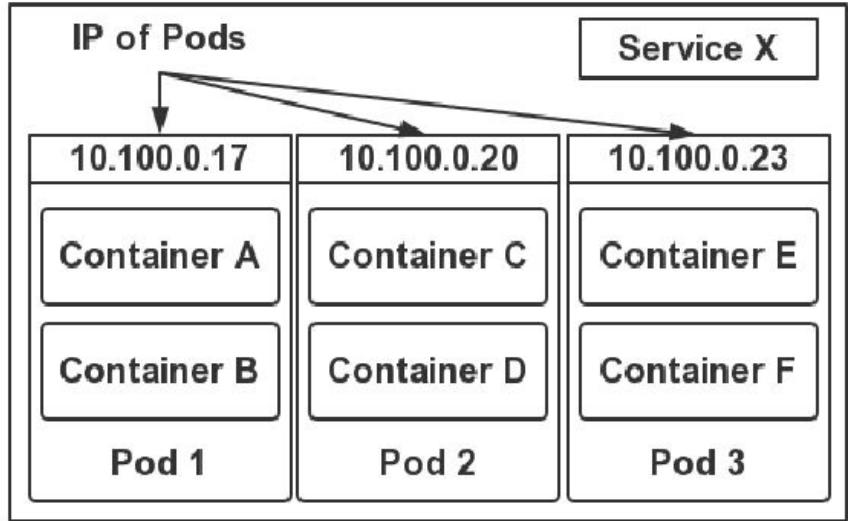 IP of Pods
Service X
10.100.0.17
10.100.0.20
10.100.0.23
Container A
Container C
Container E
Container B
Container D
Container F
Pod 1
Pod 2
Pod 3